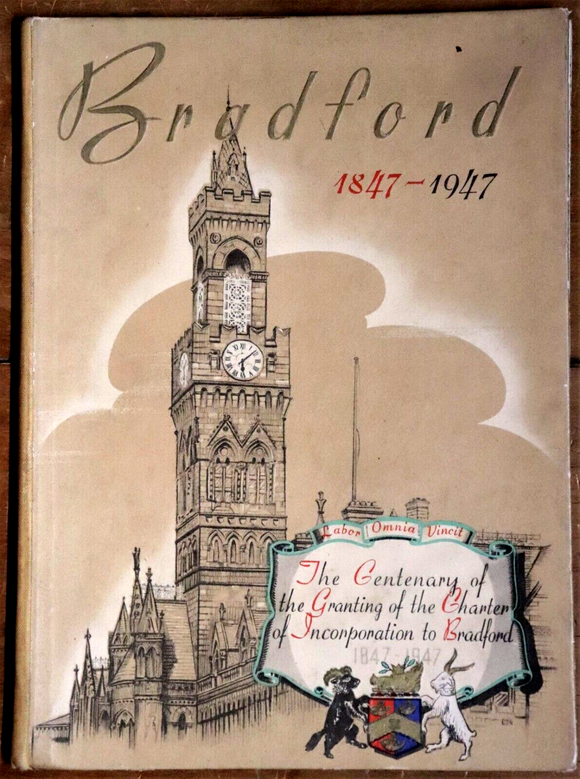 Bradford
1847-1947
Labor Omnia Vincit
The Centenary of
the Granting of the Charter
of Incorporation to Bradford
1847-1947